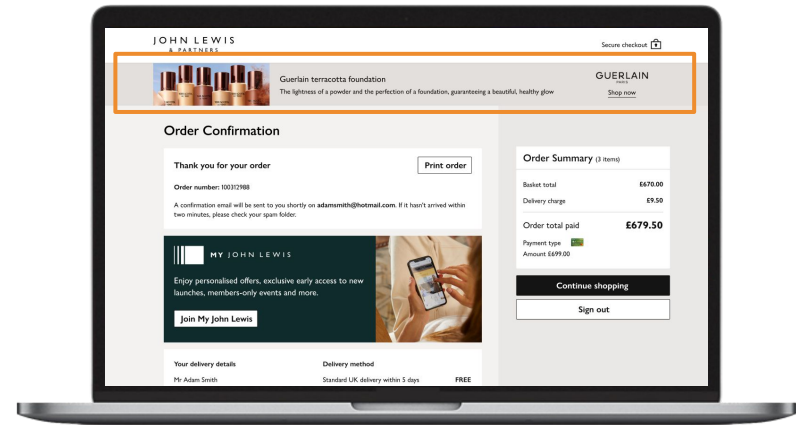 JOHN LEWIS
& PARTNERS
Secure checkout
Guerlain terracotta foundation
The lightness of a powder and the perfection of a foundation, guaranteeing a beautiful, healthy glow
GUERLAIN
PARIS
Shop now
Order Confirmation
Thank you for your order
Print order
Order number: 100312988
A confirmation email will be sent to you shortly on adamsmith@hotmail.com. If it hasn't arrived within
two minutes, please check your spam folder.
MY JOHN LEWIS
Enjoy personalised offers, exclusive early access to new
launches, members-only events and more.
Join My John Lewis
Your delivery details
Mr Adam Smith
Delivery method
Standard UK delivery within 5 days FREE
Order Summary (3 items)
Basket total £670.00
Delivery charge £9.50
Order total paid £679.50
Payment type
Amount £699.00
Continue shopping
Sign out